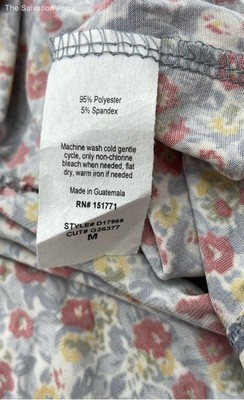 The Salvation Army
95% Polyester
5% Spandex
Machine wash cold gentle
cycle, only non-chlorine
bleach when needed, flat
dry, warm iron if needed
Made in Guatemala
RN# 151771
STYLE# D17968
CUT# G26377
M